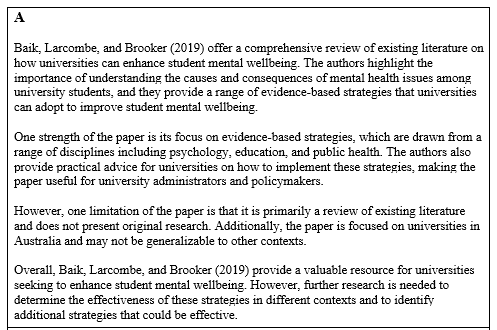 A
Baik, Larcombe, and Brooker (2019) offer a comprehensive review of existing literature on
how universities can enhance student mental wellbeing. The authors highlight the
importance of understanding the causes and consequences of mental health issues among
university students, and they provide a range of evidence-based strategies that universities
can adopt to improve student mental wellbeing.
One strength of the paper is its focus on evidence-based strategies, which are drawn from a
range of disciplines including psychology, education, and public health. The authors also
provide practical advice for universities on how to implement these strategies, making the
paper useful for university administrators and policymakers.
However, one limitation of the paper is that it is primarily a review of existing literature
and does not present original research. Additionally, the paper is focused on universities in
Australia and may not be generalizable to other contexts.
Overall, Baik, Larcombe, and Brooker (2019) provide a valuable resource for universities
seeking to enhance student mental wellbeing. However, further research is needed to
determine the effectiveness of these strategies in different contexts and to identify
additional strategies that could be effective.